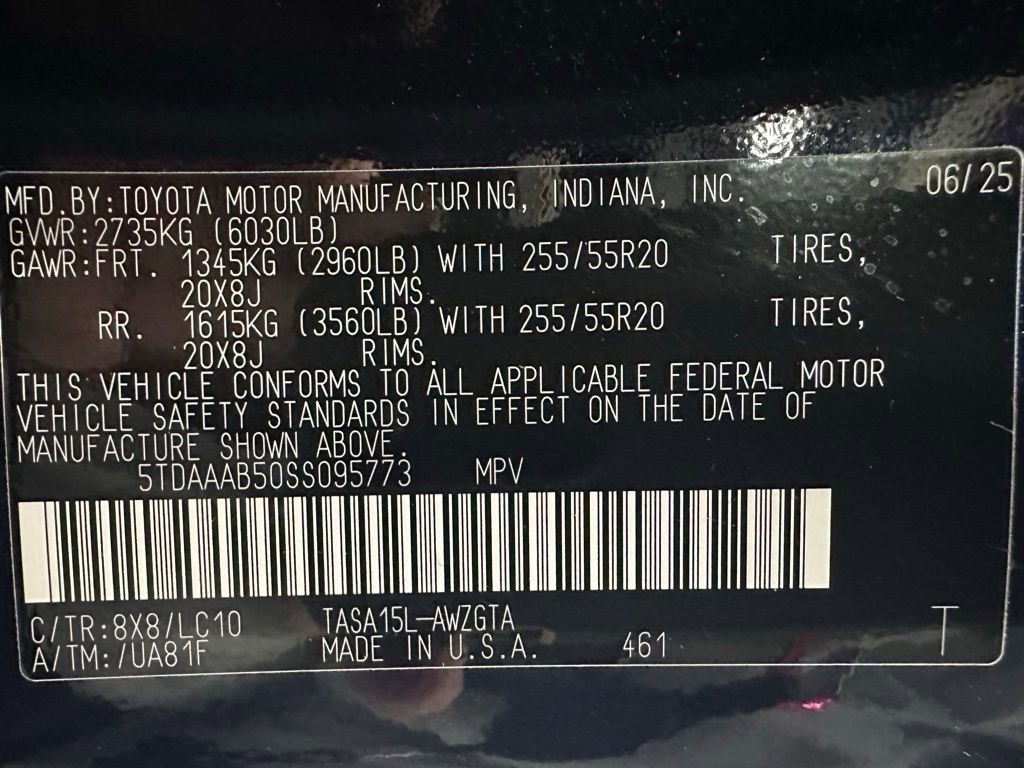 MFD.BY:TOYOTA MOTOR MANUFACTURING, INDIANA, INC. 06/25
GVWR:2735KG (6030LB)
GAWR:FRT. 1345KG (2960LB) WITH 255/55R20 TIRES,
20X8J RIMS.
RR. 1615KG (3560LB) WITH 255/55R20 TIRES,
20X8J RIMS.
THIS VEHICLE CONFORMS TO ALL APPLICABLE FEDERAL MOTOR
VEHICLE SAFETY STANDARDS IN EFFECT ON THE DATE OF
MANUFACTURE SHOWN ABOVE.
5TDAAAB50SS095773 MPV
C/TR:8X8/LC10 TASA15L-AWZGTA
A/TM:/UA81F MADE IN U.S.A. 461 T